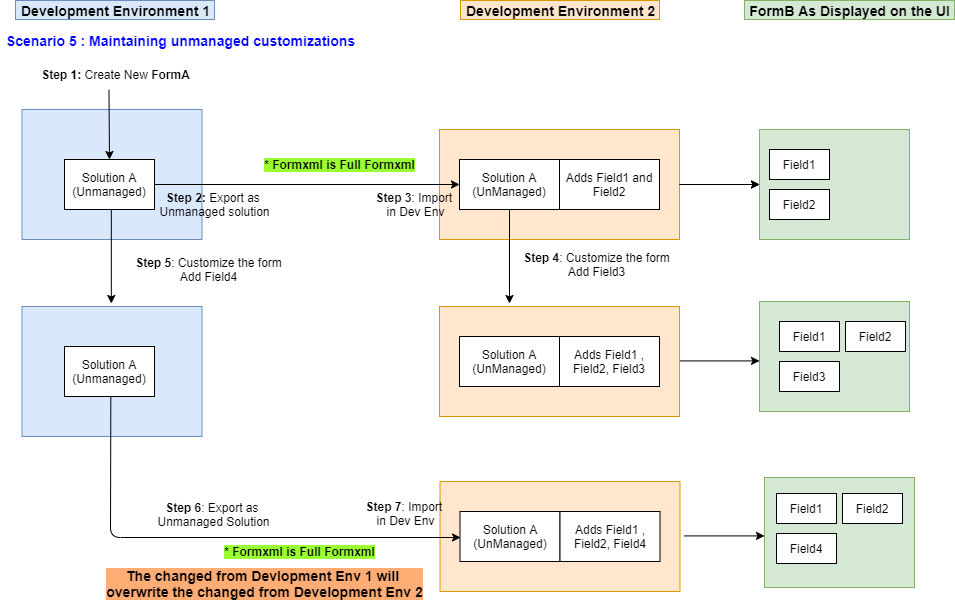 Development Environment 1
Development Environment 2
FormB As Displayed on the UI
Scenario 5 : Maintaining unmanaged customizations
Step 1: Create New FormA
Solution A
(Unmanaged)
Step 2: Export as
Unmanaged solution
* Formxml is Full Formxml
Step 3: Import
in Dev Env
Solution A
(UnManaged)
Adds Field1 and
Field2
Field1
Field2
Step 5: Customize the form
Add Field4
Step 4: Customize the form
Add Field3
Solution A
(Unmanaged)
Solution A
(UnManaged)
Adds Field1 ,
Field2, Field3
Field1
Field2
Field3
Step 6: Export as
Unmanaged Solution
* Formxml is Full Formxml
Step 7: Import
in Dev Env
Solution A
(UnManaged)
Adds Field1 ,
Field2, Field4
Field1
Field2
Field4
The changed from Devlopment Env 1 will
overwrite the changed from Development Env 2